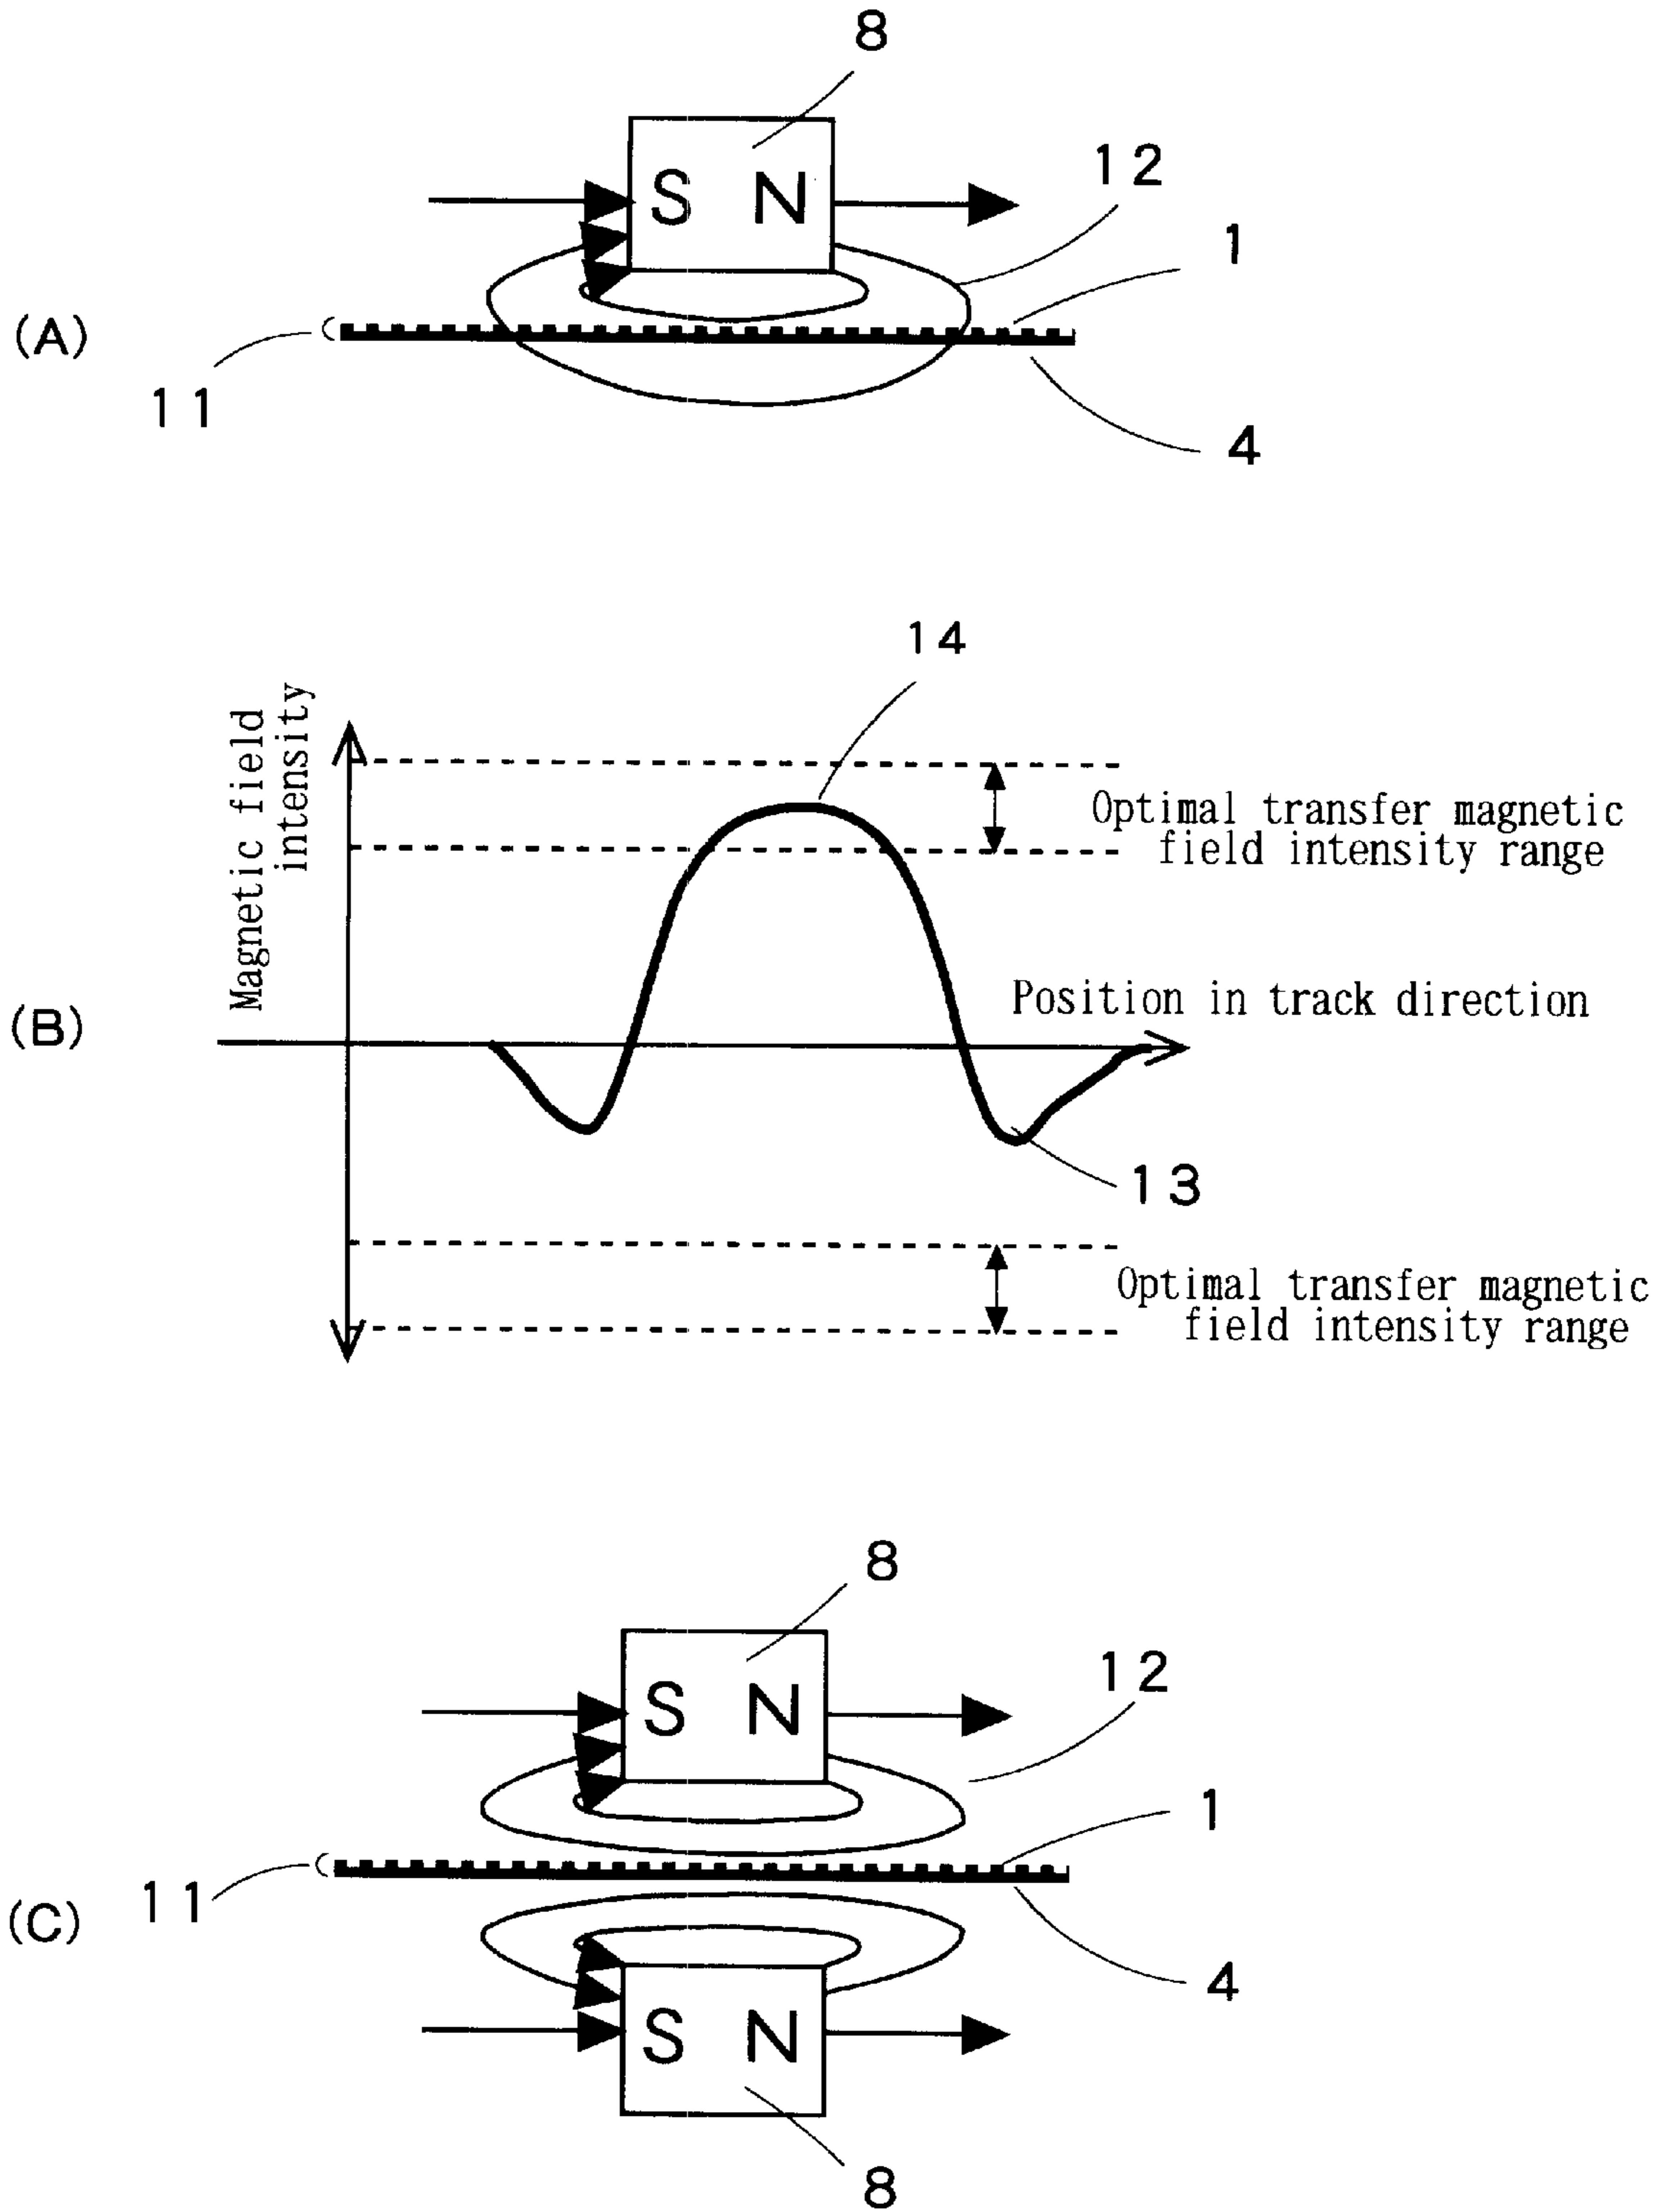 8
S N
12
1
(A)
11
4
14
Magnetic field
intensity
Optimal transfer magnetic
field intensity range
Position in track direction
(B)
13
Optimal transfer magnetic
field intensity range
8
S N
12
1
11
(C)
4
S N
8